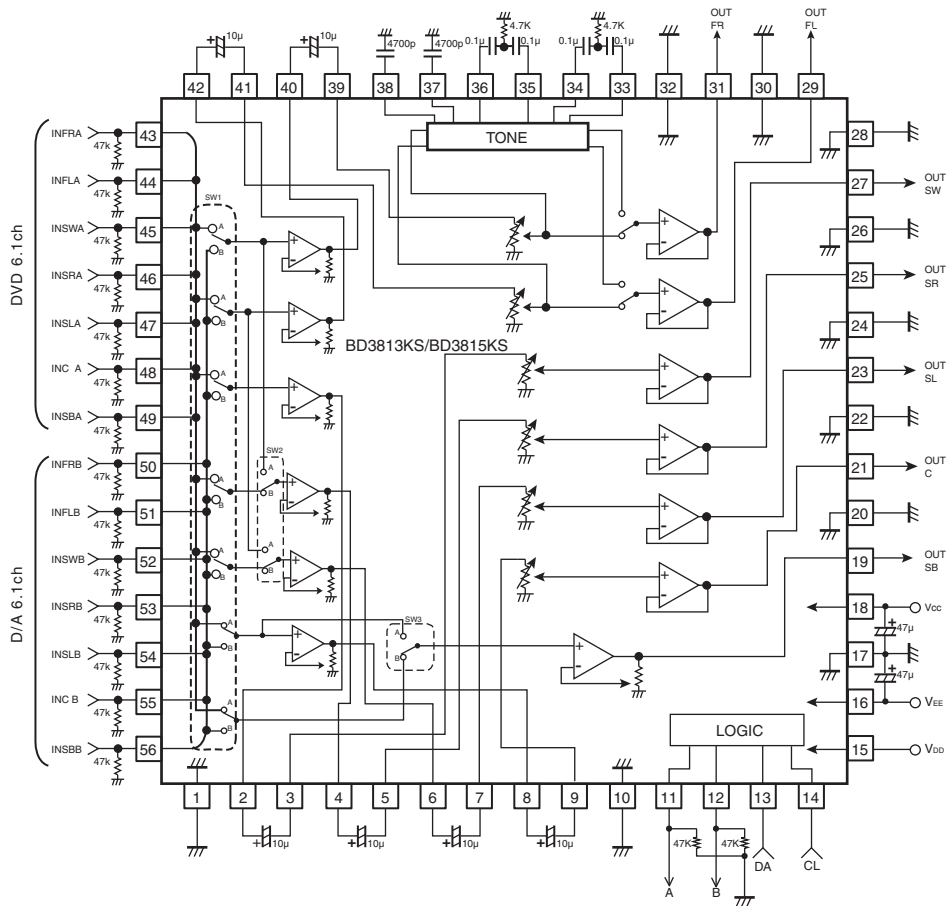 OUT
FR
OUT
FL
10μ
10μ
4700p
4700p
4.7K
0.1μ
0.1μ
4.7K
0.1μ
0.1μ
42
41
40
39
38
37
36
35
34
33
32
31
30
29
TONE
DVD 6.1ch
D/A 6.1ch
INFRA
47k
43
INFLA
47k
44
INSWA
47k
45
INSRA
47k
46
INSLA
47k
47
INC A
47k
48
INSBA
47k
49
INFRB
47k
50
INFLB
47k
51
INSWB
47k
52
INSRB
47k
53
INSLB
47k
54
INC B
47k
55
INSBB
47k
56
SW1
A
B
A
B
A
B
A
B
A
B
A
B
A
B
SW2
A
B
A
B
SW3
A
B
+
-
+
-
+
-
+
-
+
-
+
-
+
-
+
-
+
-
+
-
+
-
+
-
+
-
BD3813KS/BD3815KS
28
27
OUT
SW
26
25
OUT
SR
24
23
OUT
SL
22
21
OUT
C
20
19
OUT
SB
18
Vcc
47μ
17
47μ
16
VEE
15
VDD
LOGIC
1
2
3
4
5
6
7
8
9
10
11
12
13
14
10μ
10μ
10μ
10μ
47K
47K
A
B
DA
CL